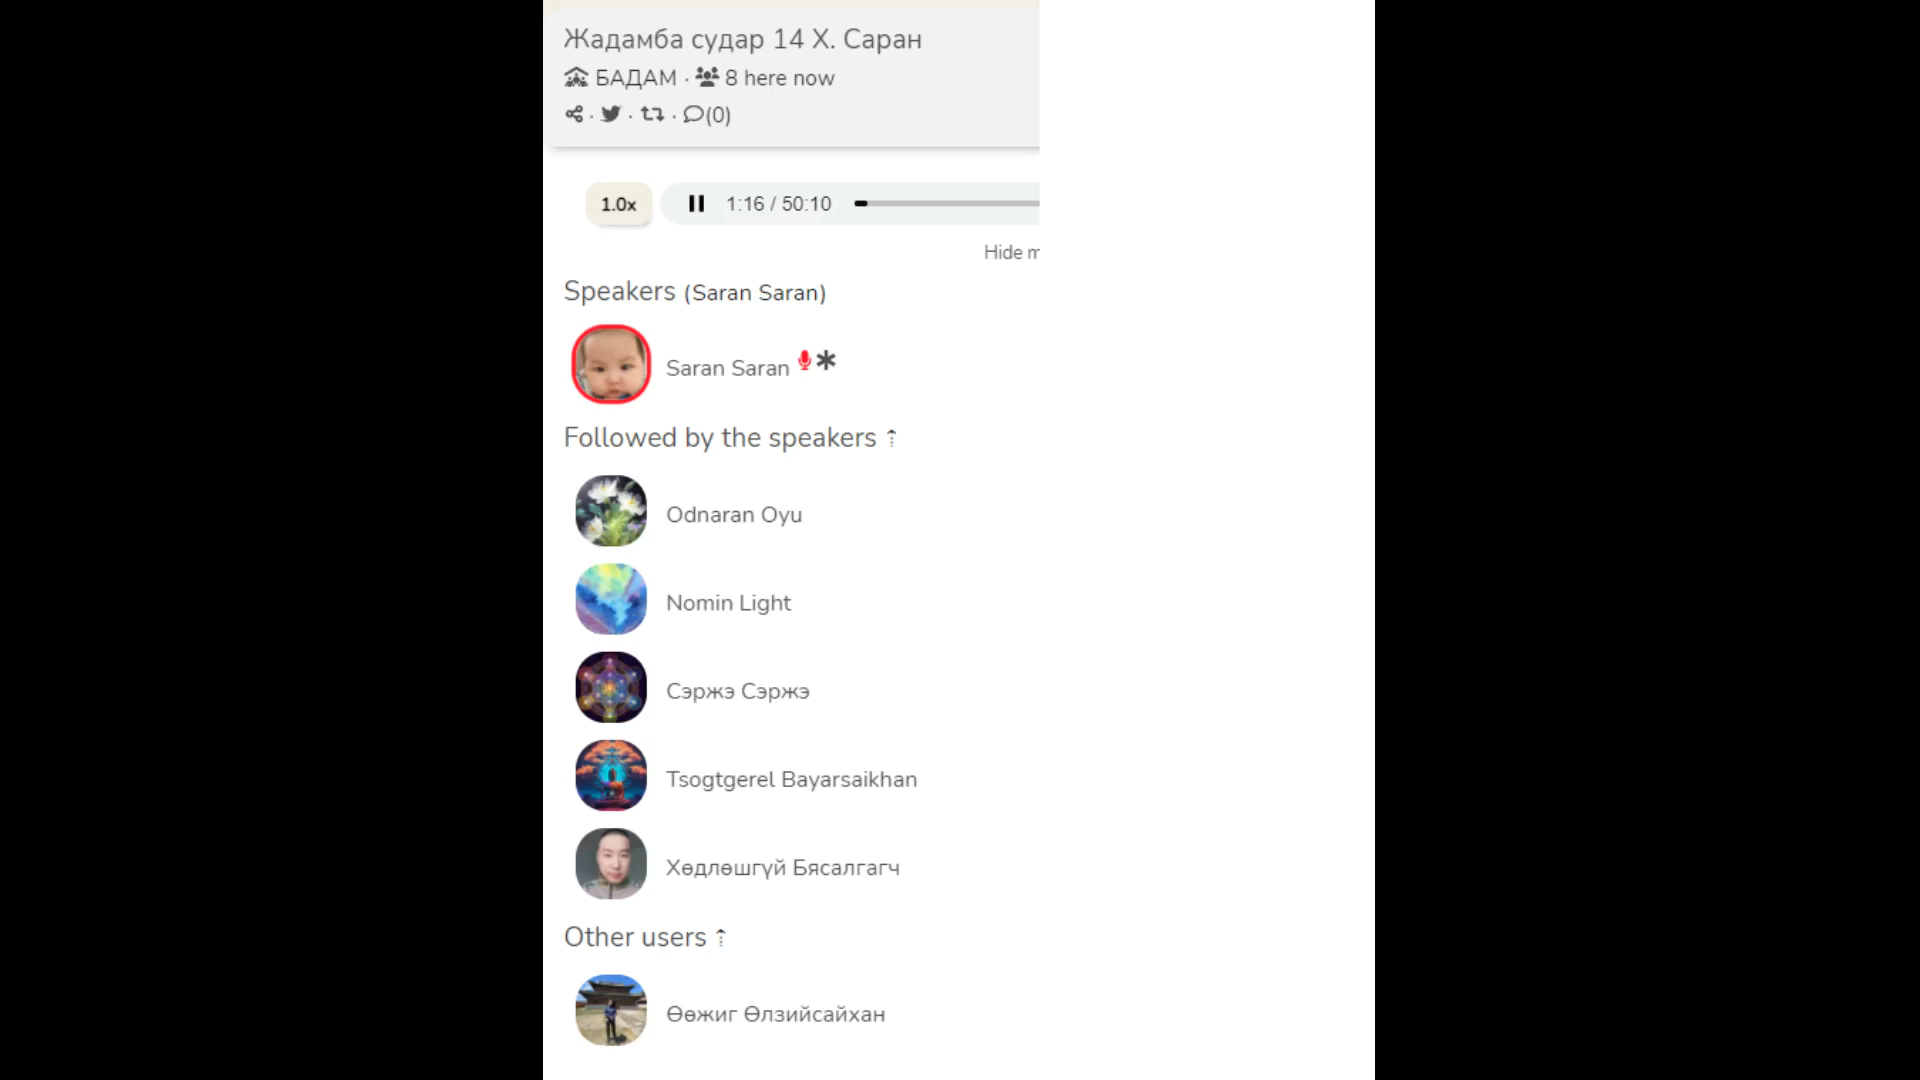 Жадамба судар 14 Х. Саран
БАДАМ · 8 here now
· · · (0)
1.0x 1:16 / 50:10
Hide
Speakers (Saran Saran)
Saran Saran
Followed by the speakers
Odnaran Oyu
Nomin Light
Сэржэ Сэржэ
Tsogtgerel Bayarsaikhan
Хөдлөшгүй Бясалгагч
Other users
Өөжиг Өлзийсайхан